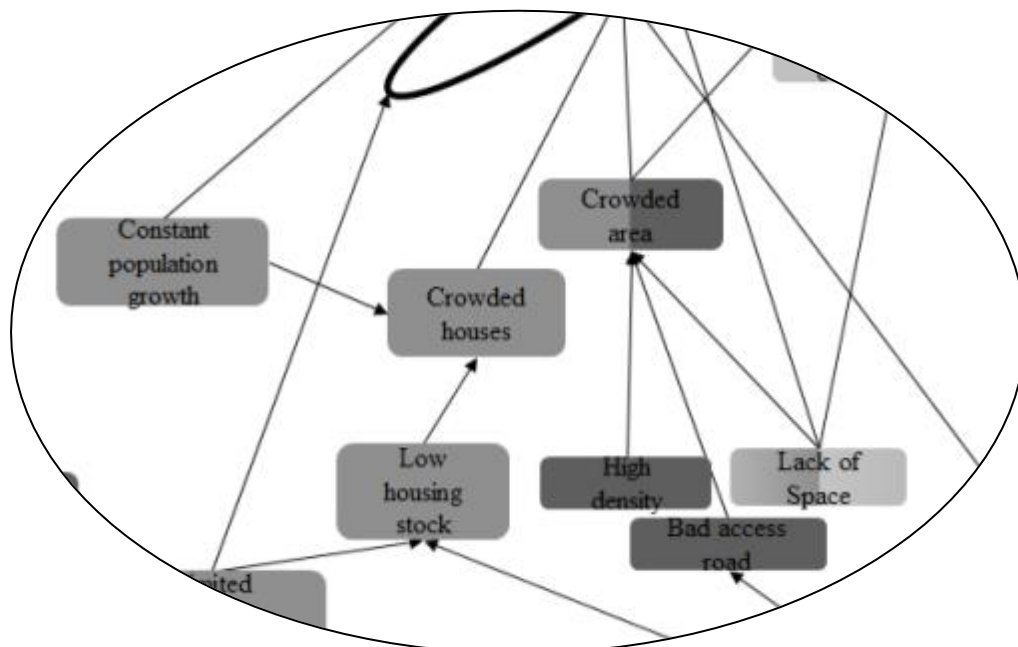 Constant
population
growth
Crowded
area
Crowded
houses
Low
housing
stock
High
density
Lack of
Space
Bad access
road